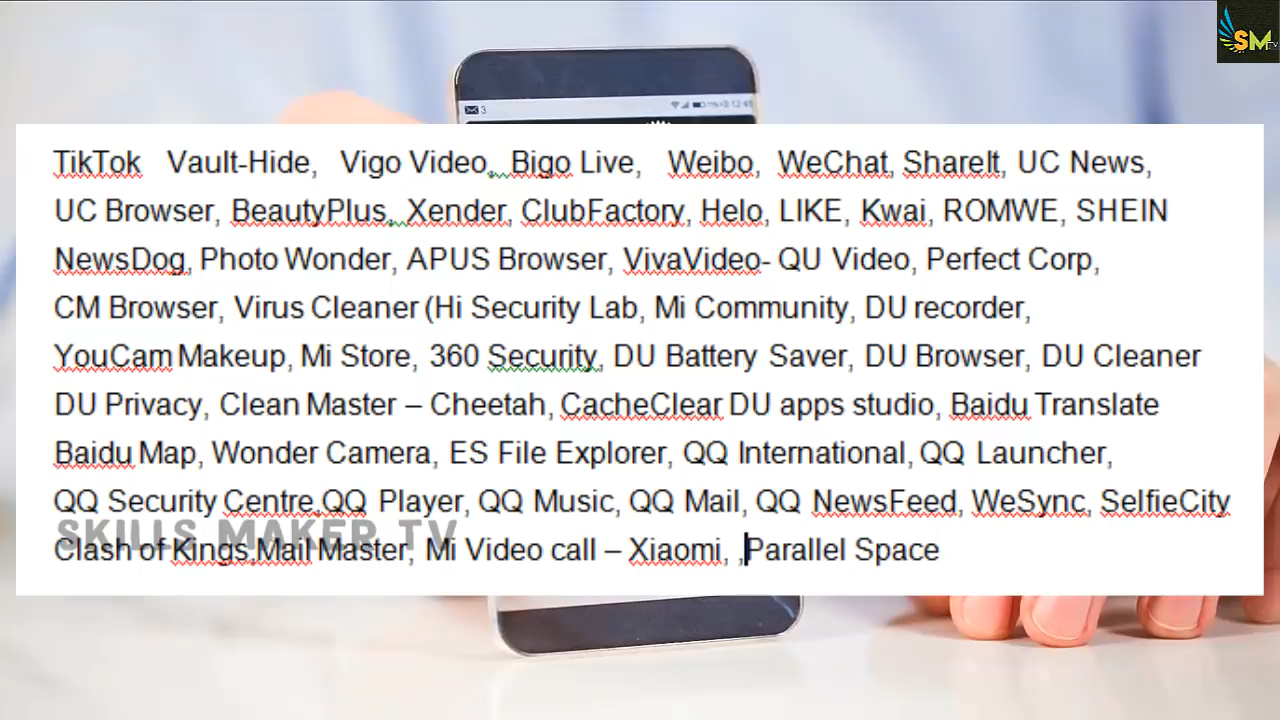 SM TV
3
12:45
TikTok Vault-Hide, Vigo Video, Bigo Live, Weibo, WeChat, ShareIt, UC News,
UC Browser, BeautyPlus, Xender, ClubFactory, Helo, LIKE, Kwai, ROMWE, SHEIN
NewsDog, Photo Wonder, APUS Browser, VivaVideo- QU Video, Perfect Corp,
CM Browser, Virus Cleaner (Hi Security Lab, Mi Community, DU recorder,
YouCam Makeup, Mi Store, 360 Security, DU Battery Saver, DU Browser, DU Cleaner
DU Privacy, Clean Master – Cheetah, CacheClear DU apps studio, Baidu Translate
Baidu Map, Wonder Camera, ES File Explorer, QQ International, QQ Launcher,
QQ Security Centre,QQ Player, QQ Music, QQ Mail, QQ NewsFeed, WeSync, SelfieCity
SKILLS MAKER TV
Clash of Kings,Mail Master, Mi Video call – Xiaomi, ,Parallel Space